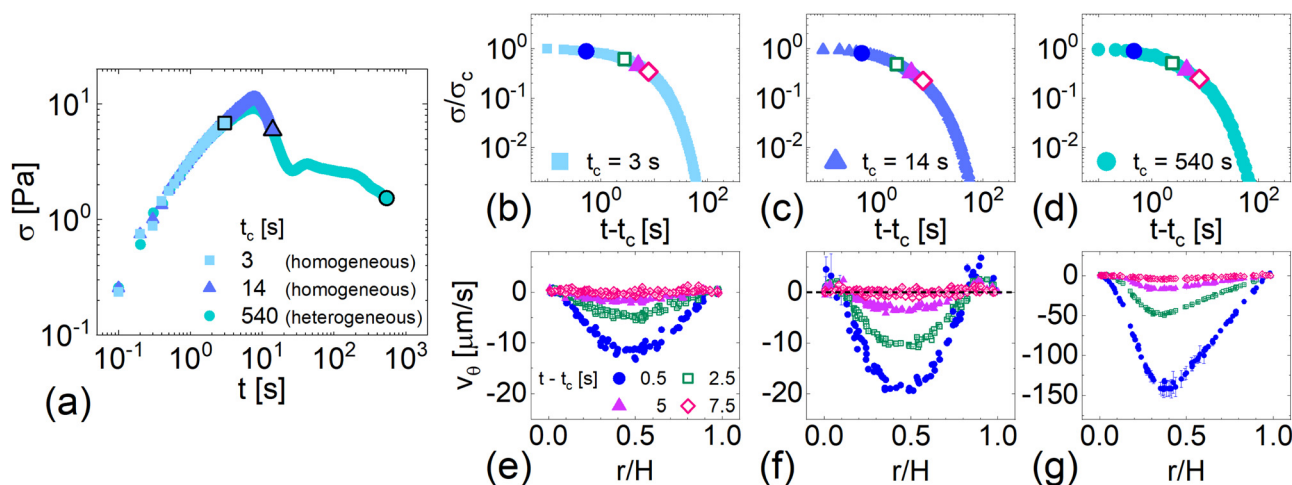 σ [Pa]
10¹
10⁰
10⁻¹
10⁻¹ 10⁰ 10¹ 10² 10³
t [s]
t_c [s]
3 (homogeneous)
14 (homogeneous)
540 (heterogeneous)
(a)
σ/σ_c
10⁰
10⁻¹
10⁻²
t_c = 3 s
10⁰ 10²
(b) t-t_c [s]
10⁰
10⁻¹
10⁻²
t_c = 14 s
10⁰ 10²
(c) t-t_c [s]
10⁰
10⁻¹
10⁻²
t_c = 540 s
10⁰ 10²
(d) t-t_c [s]
v_θ [μm/s]
0
-10
-20
t - t_c [s] 0.5 2.5
5 7.5
0.0 0.5 1.0
(e) r/H
0
-10
-20
0.0 0.5 1.0
(f) r/H
0
-50
-100
-150
0.0 0.5 1.0
(g) r/H